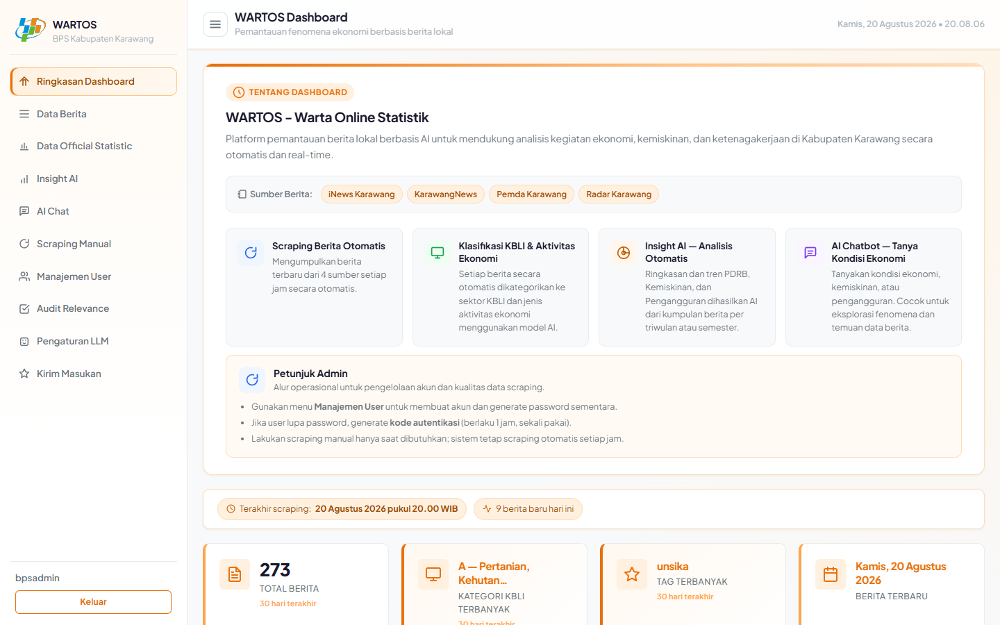 WARTOS
BPS Kabupaten Karawang
Ringkasan Dashboard
Data Berita
Data Official Statistic
Insight AI
AI Chat
Scraping Manual
Manajemen User
Audit Relevance
Pengaturan LLM
Kirim Masukan
bpsadmin
Keluar
WARTOS Dashboard
Pemantauan fenomena ekonomi berbasis berita lokal
Kamis, 20 Agustus 2026 • 20.08.06
TENTANG DASHBOARD
WARTOS - Warta Online Statistik
Platform pemantauan berita lokal berbasis AI untuk mendukung analisis kegiatan ekonomi, kemiskinan, dan ketenagakerjaan di Kabupaten Karawang secara
otomatis dan real-time.
Sumber Berita: iNews Karawang KarawangNews Pemda Karawang Radar Karawang
Scraping Berita Otomatis
Mengumpulkan berita
terbaru dari 4 sumber setiap
jam secara otomatis.
Klasifikasi KBLI & Aktivitas
Ekonomi
Setiap berita secara
otomatis dikategorikan ke
sektor KBLI dan jenis
aktivitas ekonomi
menggunakan model AI.
Insight AI — Analisis
Otomatis
Ringkasan dan tren PDRB,
Kemiskinan, dan
Pengangguran dihasilkan AI
dari kumpulan berita per
triwulan atau semester.
AI Chatbot — Tanya
Kondisi Ekonomi
Tanyakan kondisi ekonomi,
kemiskinan, atau
pengangguran. Cocok untuk
eksplorasi fenomena dan
temuan data berita.
Petunjuk Admin
Alur operasional untuk pengelolaan akun dan kualitas data scraping.
• Gunakan menu Manajemen User untuk membuat akun dan generate password sementara.
• Jika user lupa password, generate kode autentikasi (berlaku 1 jam, sekali pakai).
• Lakukan scraping manual hanya saat dibutuhkan; sistem tetap scraping otomatis setiap jam.
Terakhir scraping: 20 Agustus 2026 pukul 20.00 WIB
9 berita baru hari ini
273
TOTAL BERITA
30 hari terakhir
A — Pertanian,
Kehutan...
KATEGORI KBLI
TERBANYAK
30 hari terakhir
unsika
TAG TERBANYAK
30 hari terakhir
Kamis, 20 Agustus
2026
BERITA TERBARU